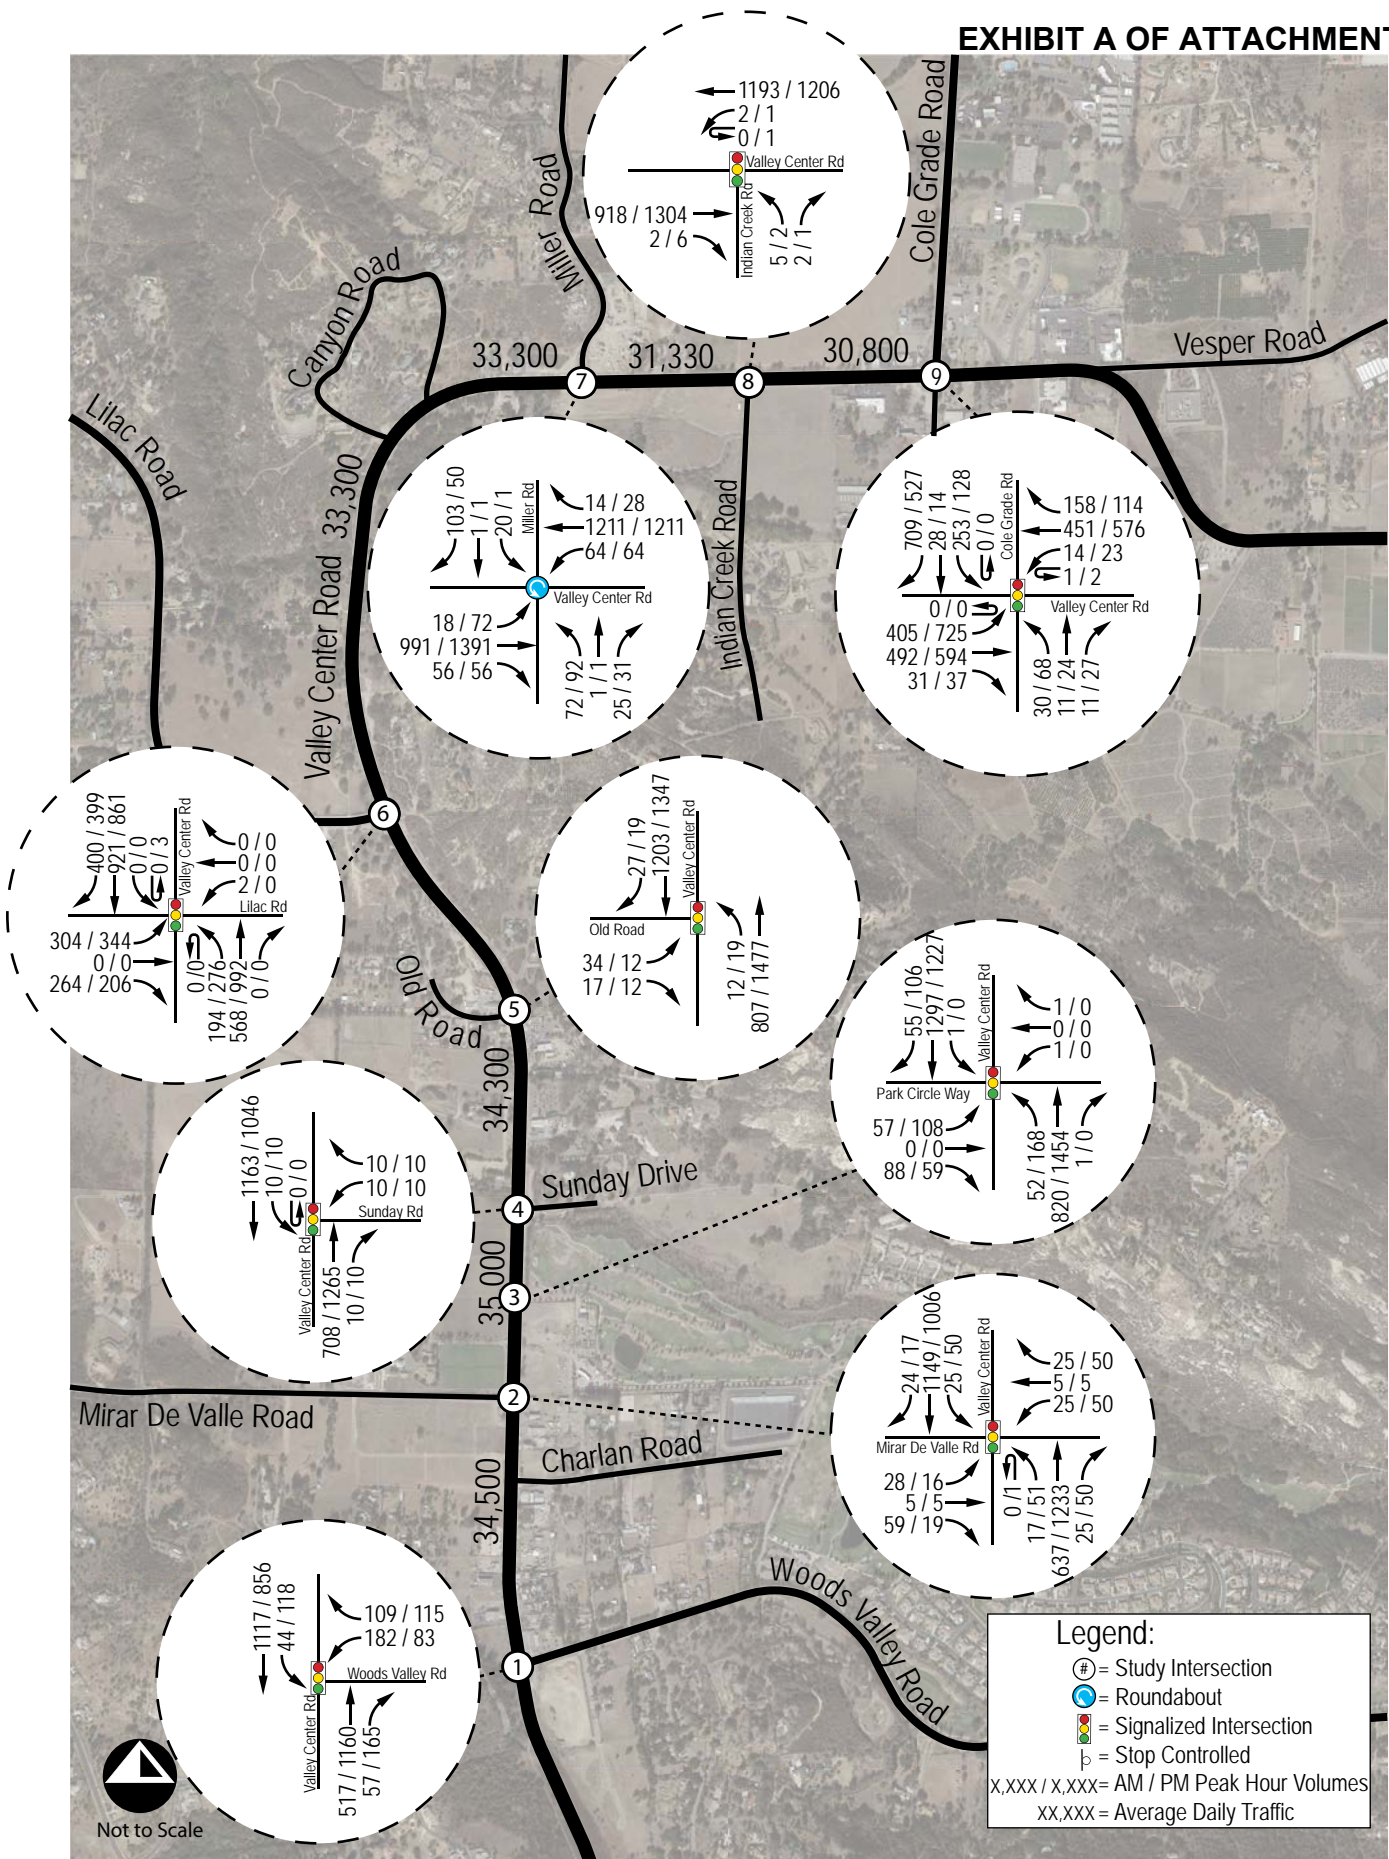 EXHIBIT A OF ATTACHMENT
1193 / 1206
2 / 1
0 / 1
Valley Center Rd
Indian Creek Rd
918 / 1304
2 / 6
5 / 2
2 / 1
Cole Grade Road
Miller Road
Canyon Road
33,300
31,330
30,800
Vesper Road
7
8
9
Lilac Road
33,300
Valley Center Road
103 / 50
1 / 1
20 / 1
Miller Rd
14 / 28
1211 / 1211
64 / 64
Valley Center Rd
18 / 72
991 / 1391
56 / 56
72 / 92
1 / 1
25 / 31
Indian Creek Road
709 / 527
28 / 14
253 / 128
0 / 0
Cole Grade Rd
158 / 114
451 / 576
14 / 23
1 / 2
0 / 0
Valley Center Rd
405 / 725
492 / 594
31 / 37
30 / 68
11 / 24
11 / 27
6
400 / 399
921 / 861
0 / 0
0 / 3
Valley Center Rd
0 / 0
0 / 0
2 / 0
Lilac Rd
304 / 344
0 / 0
264 / 206
0 / 0
194 / 276
568 / 992
0 / 0
27 / 19
1203 / 1347
Valley Center Rd
Old Road
34 / 12
17 / 12
12 / 19
807 / 1477
Old Road
5
34,300
55 / 106
1297 / 1227
1 / 0
Valley Center Rd
1 / 0
0 / 0
1 / 0
Park Circle Way
57 / 108
0 / 0
88 / 59
52 / 168
820 / 1454
1 / 0
1163 / 1046
10 / 10
0 / 0
10 / 10
10 / 10
Sunday Rd
Valley Center Rd
708 / 1265
10 / 10
4
Sunday Drive
35,000
3
2
Mirar De Valle Road
24 / 17
1149 / 1006
25 / 50
Valley Center Rd
25 / 50
5 / 5
25 / 50
Mirar De Valle Rd
28 / 16
5 / 5
59 / 19
0 / 1
17 / 51
637 / 1233
25 / 50
Charlan Road
34,500
1117 / 856
44 / 118
109 / 115
182 / 83
Woods Valley Rd
Valley Center Rd
517 / 1160
57 / 165
1
Woods Valley Road
Legend:
# = Study Intersection
= Roundabout
= Signalized Intersection
= Stop Controlled
X,XXX / X,XXX = AM / PM Peak Hour Volumes
XX,XXX = Average Daily Traffic
Not to Scale